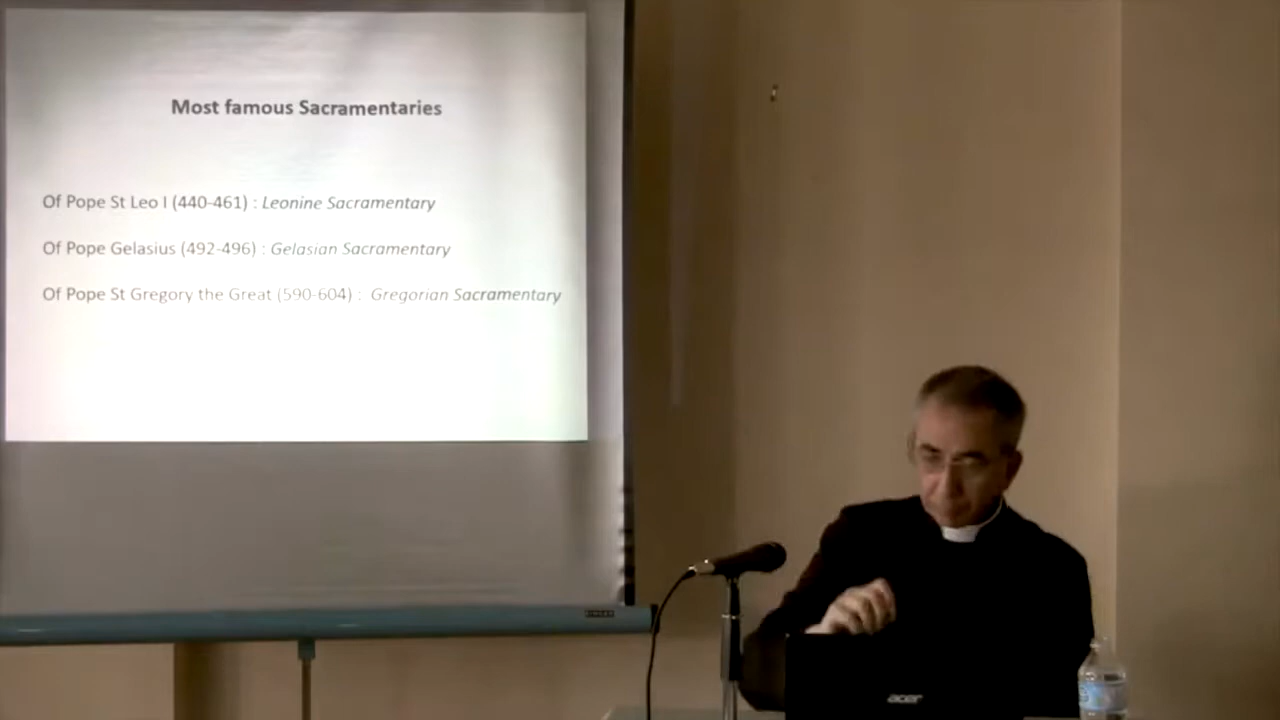 Most famous Sacramentaries
Of Pope St Leo I (440-461) : Leonine Sacramentary
Of Pope Gelasius (492-496) : Gelasian Sacramentary
Of Pope St Gregory the Great (590-604) : Gregorian Sacramentary
acer